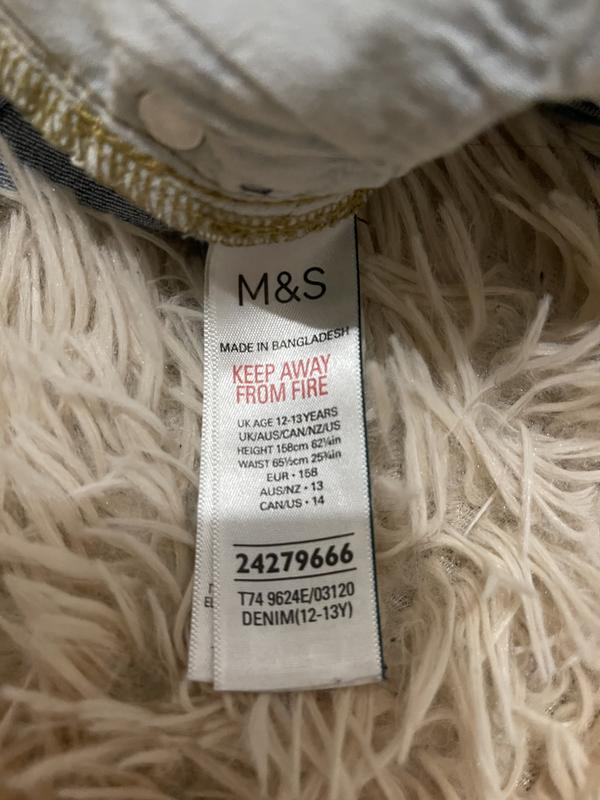 M&S
MADE IN BANGLADESH
KEEP AWAY
FROM FIRE
UK AGE 12-13YEARS
UK/AUS/CAN/NZ/US
HEIGHT 158cm 62¼in
WAIST 65½cm 25¾in
EUR • 158
AUS/NZ • 13
CAN/US • 14
24279666
T74 9624E/03120
DENIM(12-13Y)